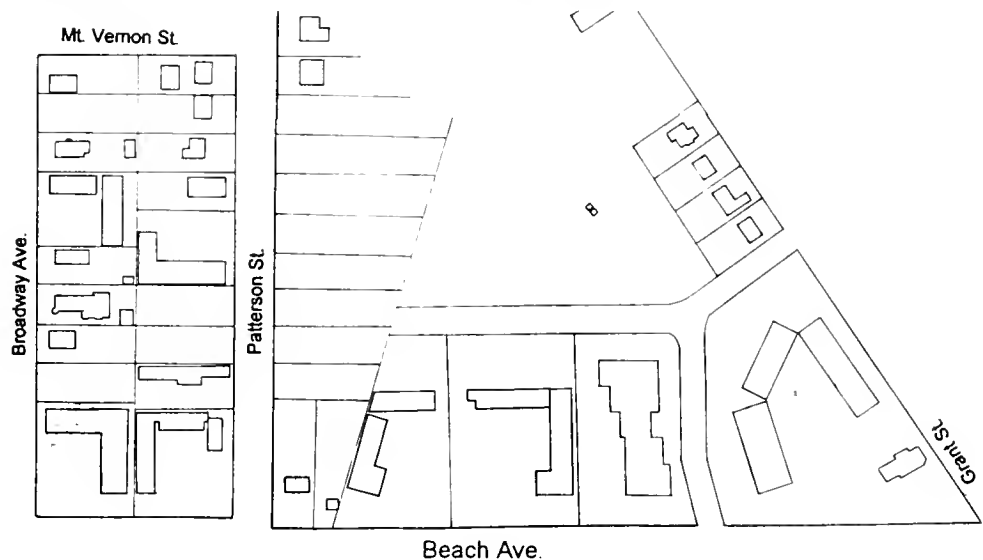 Mt. Vernon St.
Broadway Ave.
Patterson St.
Grant St.
Beach Ave.